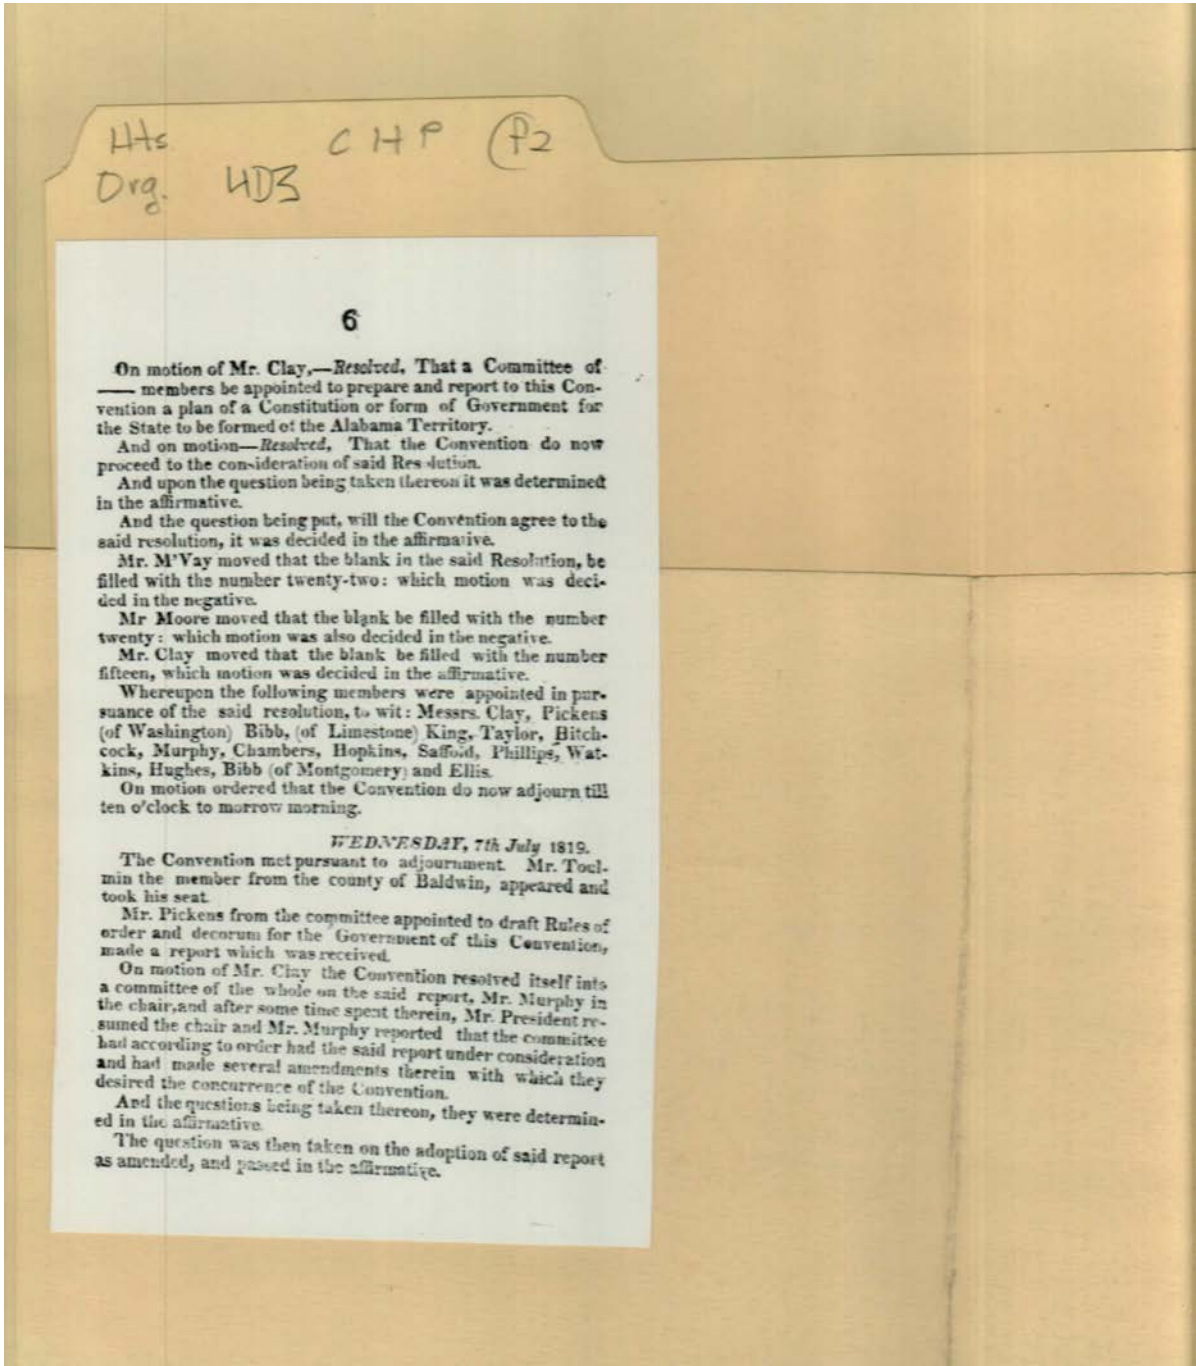 Hts CHP P2
Org. HD3
6
On motion of Mr. Clay,—Resolved, That a Committee of
—— members be appointed to prepare and report to this Con-
vention a plan of a Constitution or form of Government for
the State to be formed of the Alabama Territory.
And on motion—Resolved, That the Convention do now
proceed to the consideration of said Resolution.
And upon the question being taken thereon it was determined
in the affirmative.
And the question being put, will the Convention agree to the
said resolution, it was decided in the affirmative.
Mr. M'Vay moved that the blank in the said Resolution, be
filled with the number twenty-two: which motion was deci-
ded in the negative.
Mr Moore moved that the blank be filled with the number
twenty: which motion was also decided in the negative.
Mr. Clay moved that the blank be filled with the number
fifteen, which motion was decided in the affirmative.
Whereupon the following members were appointed in pur-
suance of the said resolution, to wit: Messrs. Clay, Pickens
(of Washington) Bibb, (of Limestone) King, Taylor, Hitch-
cock, Murphy, Chambers, Hopkins, Saffold, Phillips, Wat-
kins, Hughes, Bibb (of Montgomery) and Ellis.
On motion ordered that the Convention do now adjourn till
ten o'clock to morrow morning.
WEDNESDAY, 7th July 1819.
The Convention met pursuant to adjournment. Mr. Toul-
min the member from the county of Baldwin, appeared and
took his seat.
Mr. Pickens from the committee appointed to draft Rules of
order and decorum for the Government of this Convention,
made a report which was received.
On motion of Mr. Clay the Convention resolved itself into
a committee of the whole on the said report, Mr. Murphy in
the chair, and after some time spent therein, Mr. President re-
sumed the chair and Mr. Murphy reported that the committee
had according to order had the said report under consideration
and had made several amendments therein with which they
desired the concurrence of the Convention.
And the questions being taken thereon, they were determin-
ed in the affirmative.
The question was then taken on the adoption of said report
as amended, and passed in the affirmative.